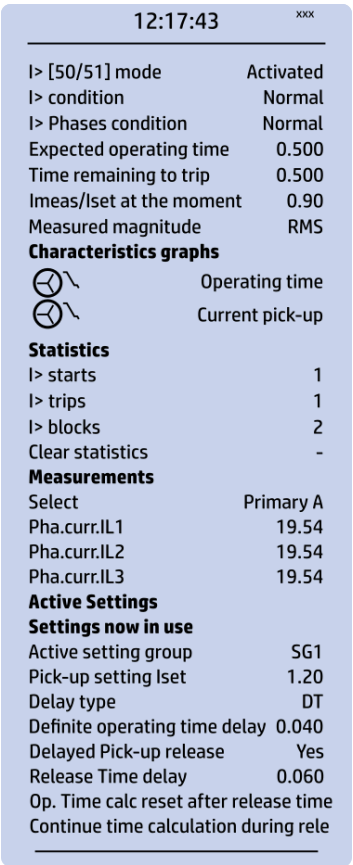 12:17:43 xxx
I> [50/51] mode Activated
I> condition Normal
I> Phases condition Normal
Expected operating time 0.500
Time remaining to trip 0.500
Imeas/Iset at the moment 0.90
Measured magnitude RMS
Characteristics graphs
Operating time
Current pick-up
Statistics
I> starts 1
I> trips 1
I> blocks 2
Clear statistics -
Measurements
Select Primary A
Pha.curr.IL1 19.54
Pha.curr.IL2 19.54
Pha.curr.IL3 19.54
Active Settings
Settings now in use
Active setting group SG1
Pick-up setting Iset 1.20
Delay type DT
Definite operating time delay 0.040
Delayed Pick-up release Yes
Release Time delay 0.060
Op. Time calc reset after release time
Continue time calculation during rele